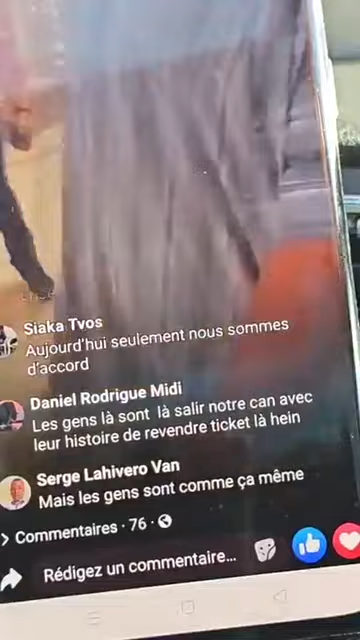 Siaka Tvos
Aujourd'hui seulement nous sommes
d'accord
Daniel Rodrigue Midi
Les gens là sont là salir notre can avec
leur histoire de revendre ticket là hein
Serge Lahivero Van
Mais les gens sont comme ça même
Commentaires · 76 ·
Rédigez un commentaire...